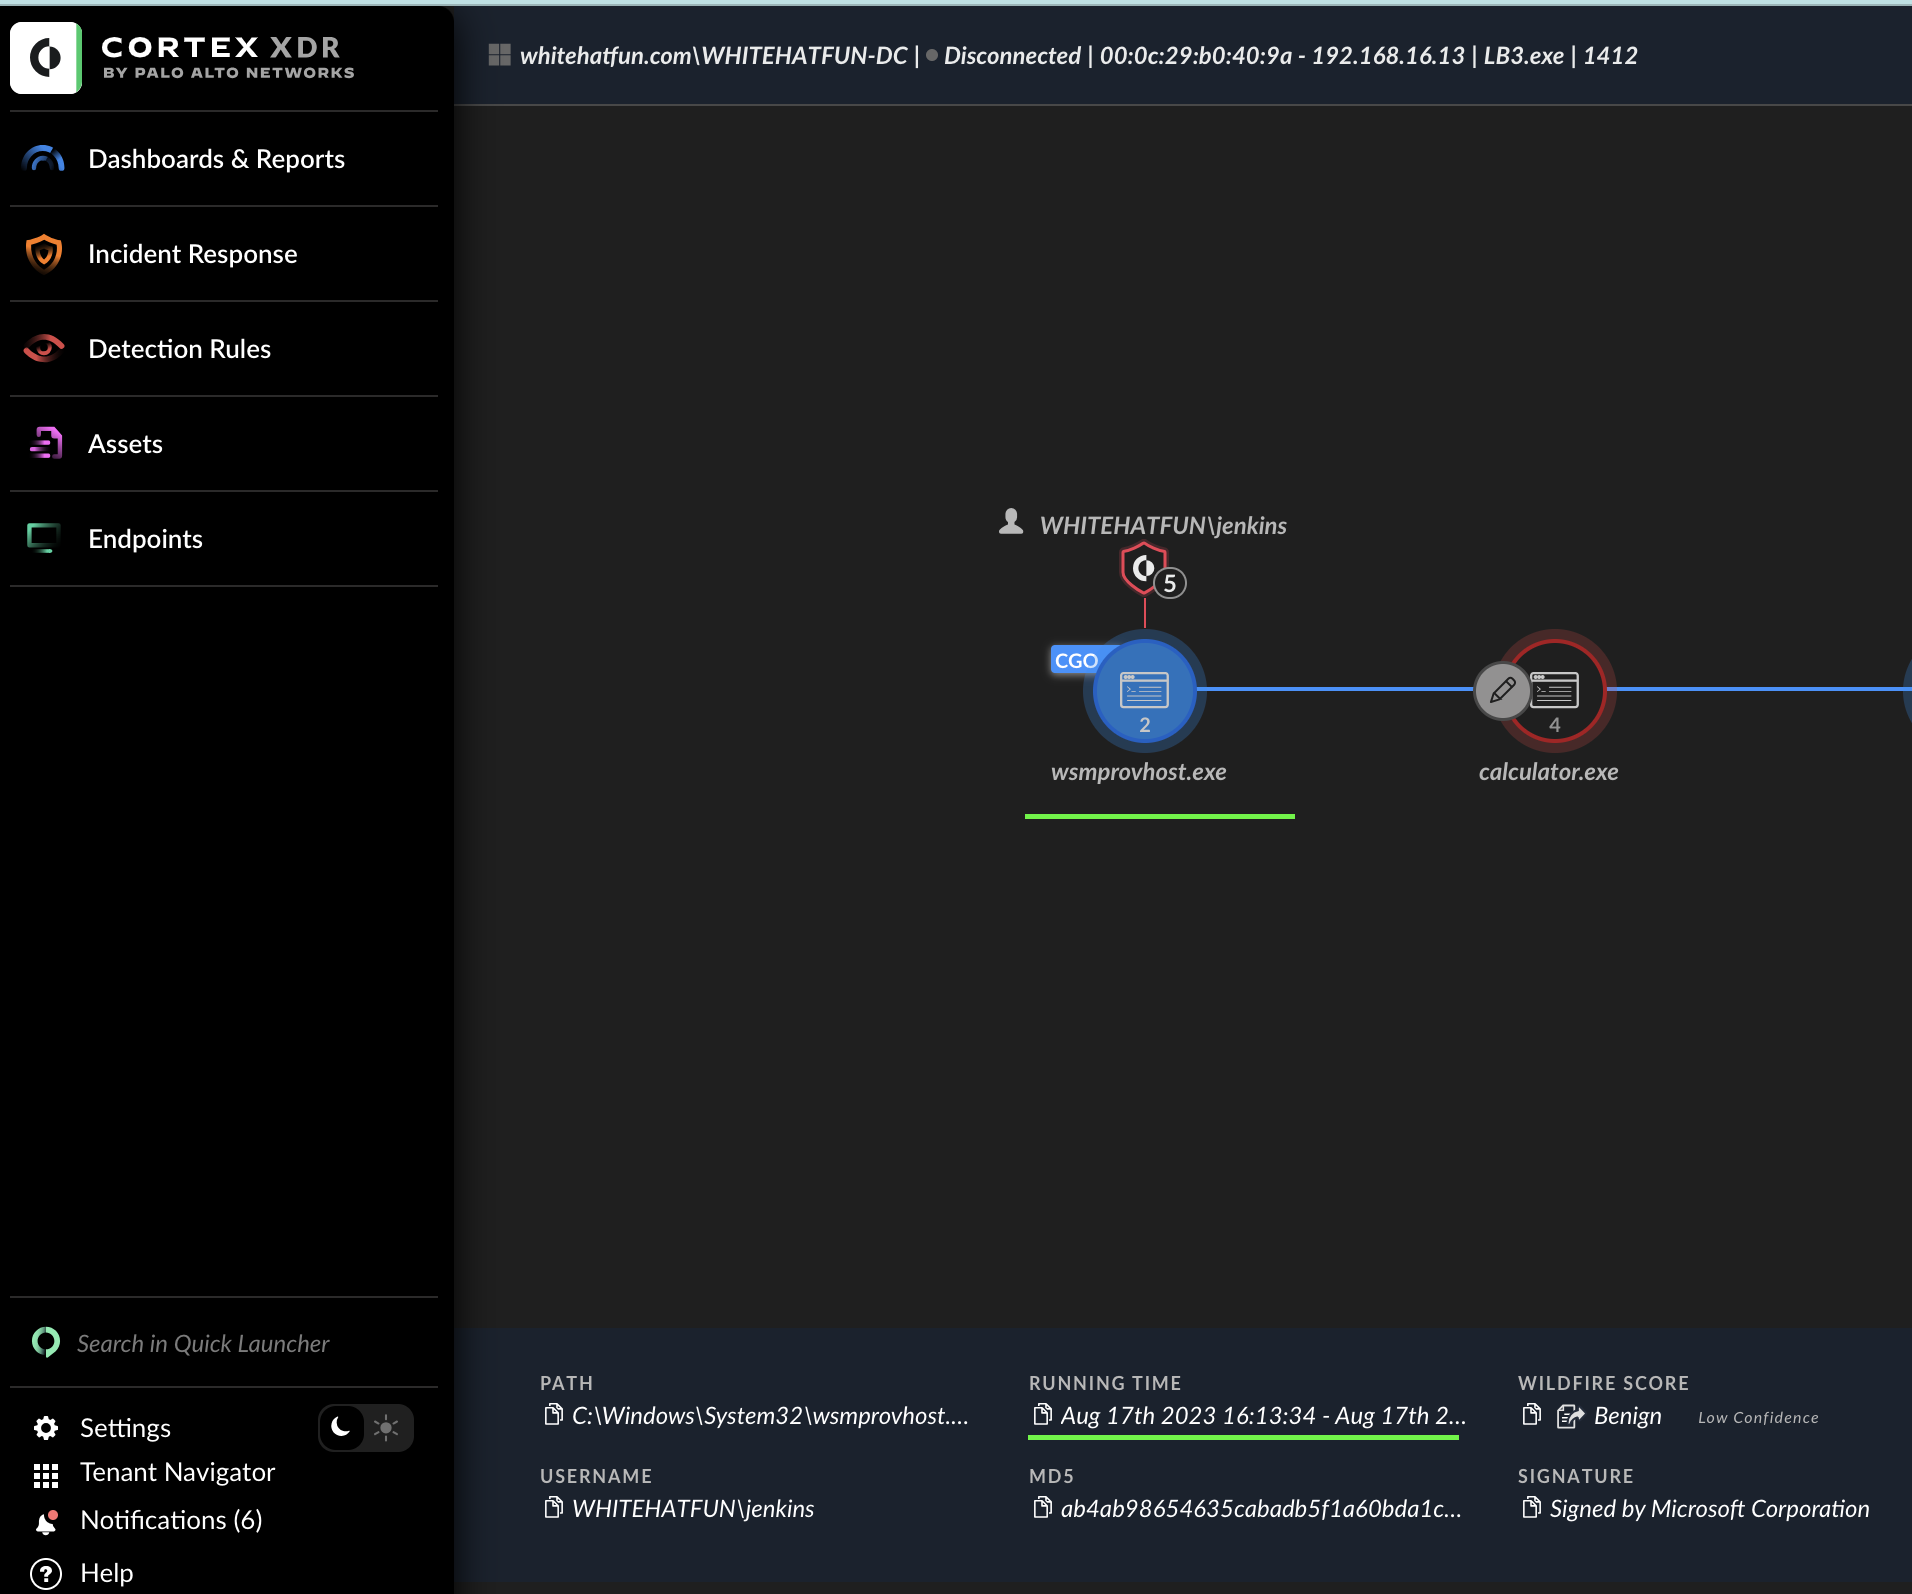 CORTEX XDR
BY PALO ALTO NETWORKS
Dashboards & Reports
Incident Response
Detection Rules
Assets
Endpoints
Search in Quick Launcher
Settings
Tenant Navigator
Notifications (6)
Help
whitehatfun.com\WHITEHATFUN-DC | Disconnected | 00:0c:29:b0:40:9a - 192.168.16.13 | LB3.exe | 1412
WHITEHATFUN\jenkins
5
CGO
2
wsmprovhost.exe
4
calculator.exe
PATH
C:\Windows\System32\wsmprovhost....
RUNNING TIME
Aug 17th 2023 16:13:34 - Aug 17th 2...
WILDFIRE SCORE
Benign Low Confidence
USERNAME
WHITEHATFUN\jenkins
MD5
ab4ab98654635cabadb5f1a60bda1c...
SIGNATURE
Signed by Microsoft Corporation